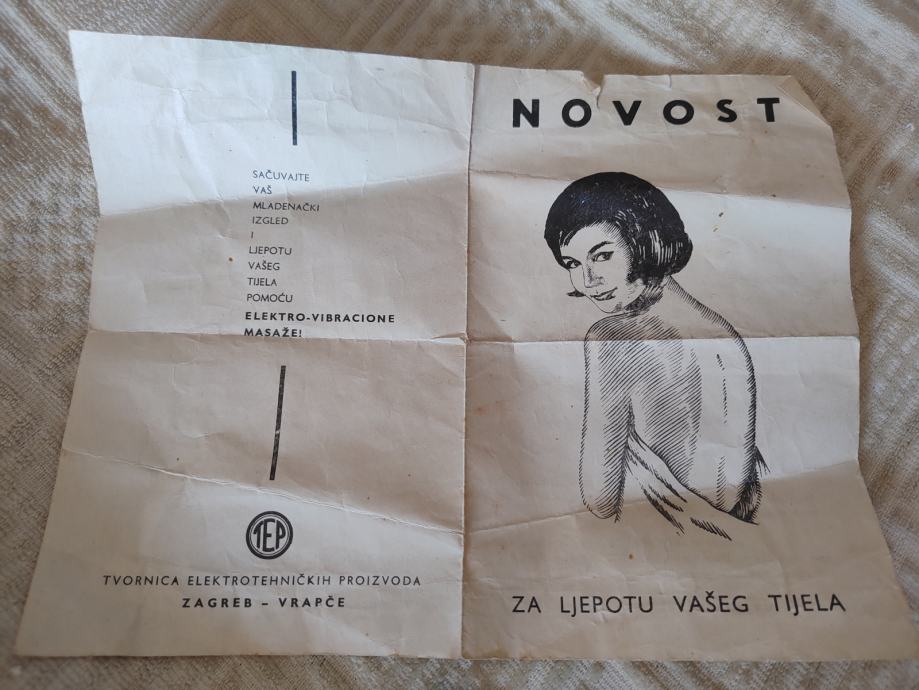 SAČUVAJTE
VAŠ
MLADENAČKI
IZGLED
I
LJEPOTU
VAŠEG
TIJELA
POMOĆU
ELEKTRO-VIBRACIONE
MASAŽE!
TEP
TVORNICA ELEKTROTEHNIČKIH PROIZVODA
ZAGREB – VRAPČE
NOVOST
ZA LJEPOTU VAŠEG TIJELA